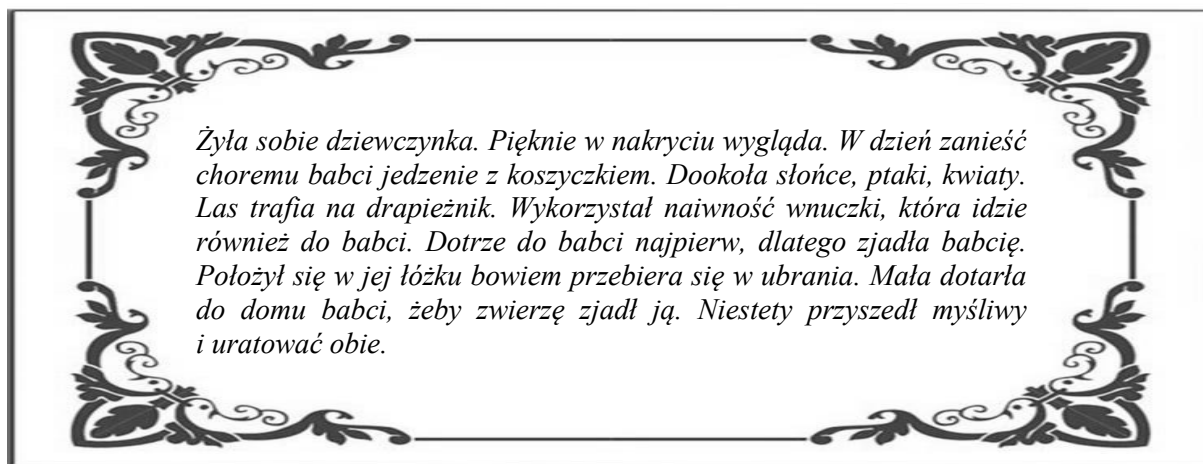 Żyła sobie dziewczynka. Pięknie w nakryciu wygląda. W dzień zanieść
choremu babci jedzenie z koszyczkiem. Dookoła słońce, ptaki, kwiaty.
Las trafia na drapieżnik. Wykorzystał naiwność wnuczki, która idzie
również do babci. Dotrze do babci najpierw, dlatego zjadła babcię.
Położył się w jej łóżku bowiem przebiera się w ubrania. Mała dotarła
do domu babci, żeby zwierzę zjadł ją. Niestety przyszedł myśliwy
i uratować obie.